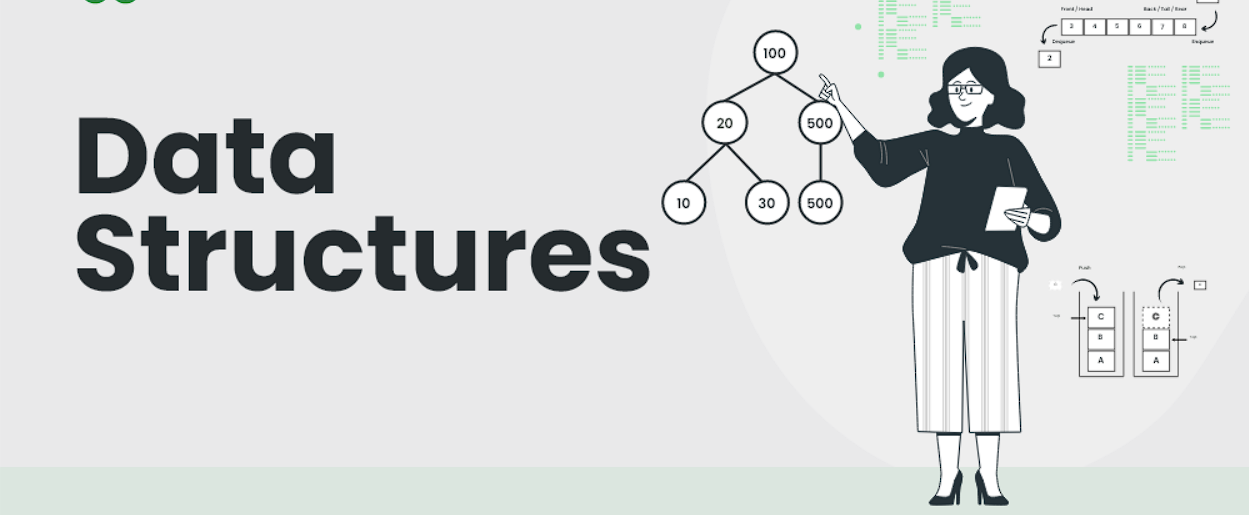 Data
Structures
100
20
500
10
30
500
Front / Head
Back / Tail / Rear
3 4 5 6 7 8
Dequeue
Enqueue
2
Push
C
B
A
C
B
A